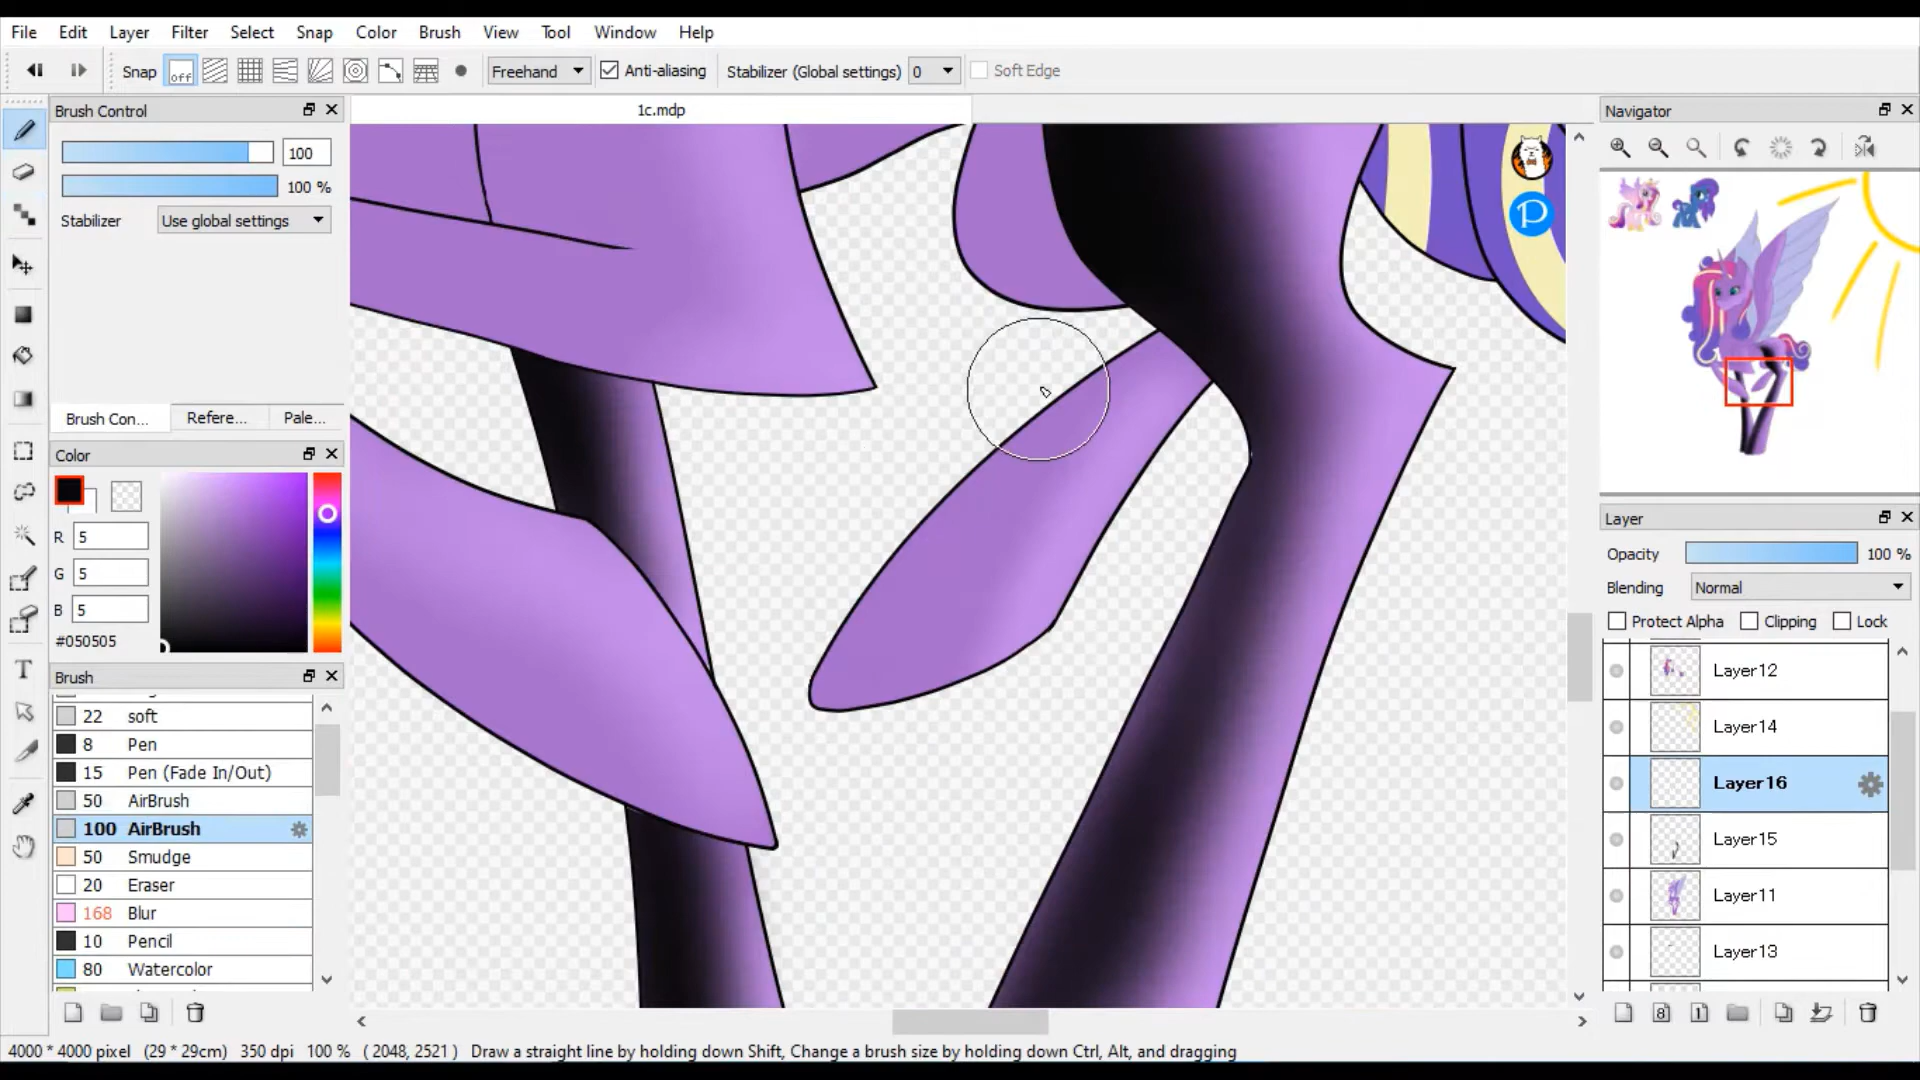 File Edit Layer Filter Select Snap Color Brush View Tool Window Help
Snap off Freehand Anti-aliasing Stabilizer (Global settings) 0 Soft Edge
Brush Control
1c.mdp
Navigator
100
100 %
Stabilizer Use global settings
P
Brush Con... Refere... Pale...
Color
R 5
G 5
B 5
#050505
Layer
Opacity 100 %
Blending Normal
Protect Alpha Clipping Lock
Layer12
Layer14
Layer16
Layer15
Layer11
Layer13
Brush
22 soft
8 Pen
15 Pen (Fade In/Out)
50 AirBrush
100 AirBrush
50 Smudge
20 Eraser
168 Blur
10 Pencil
80 Watercolor
8 1
T
4000 * 4000 pixel (29 * 29cm) 350 dpi 100 % ( 2048, 2521 ) Draw a straight line by holding down Shift, Change a brush size by holding down Ctrl, Alt, and dragging